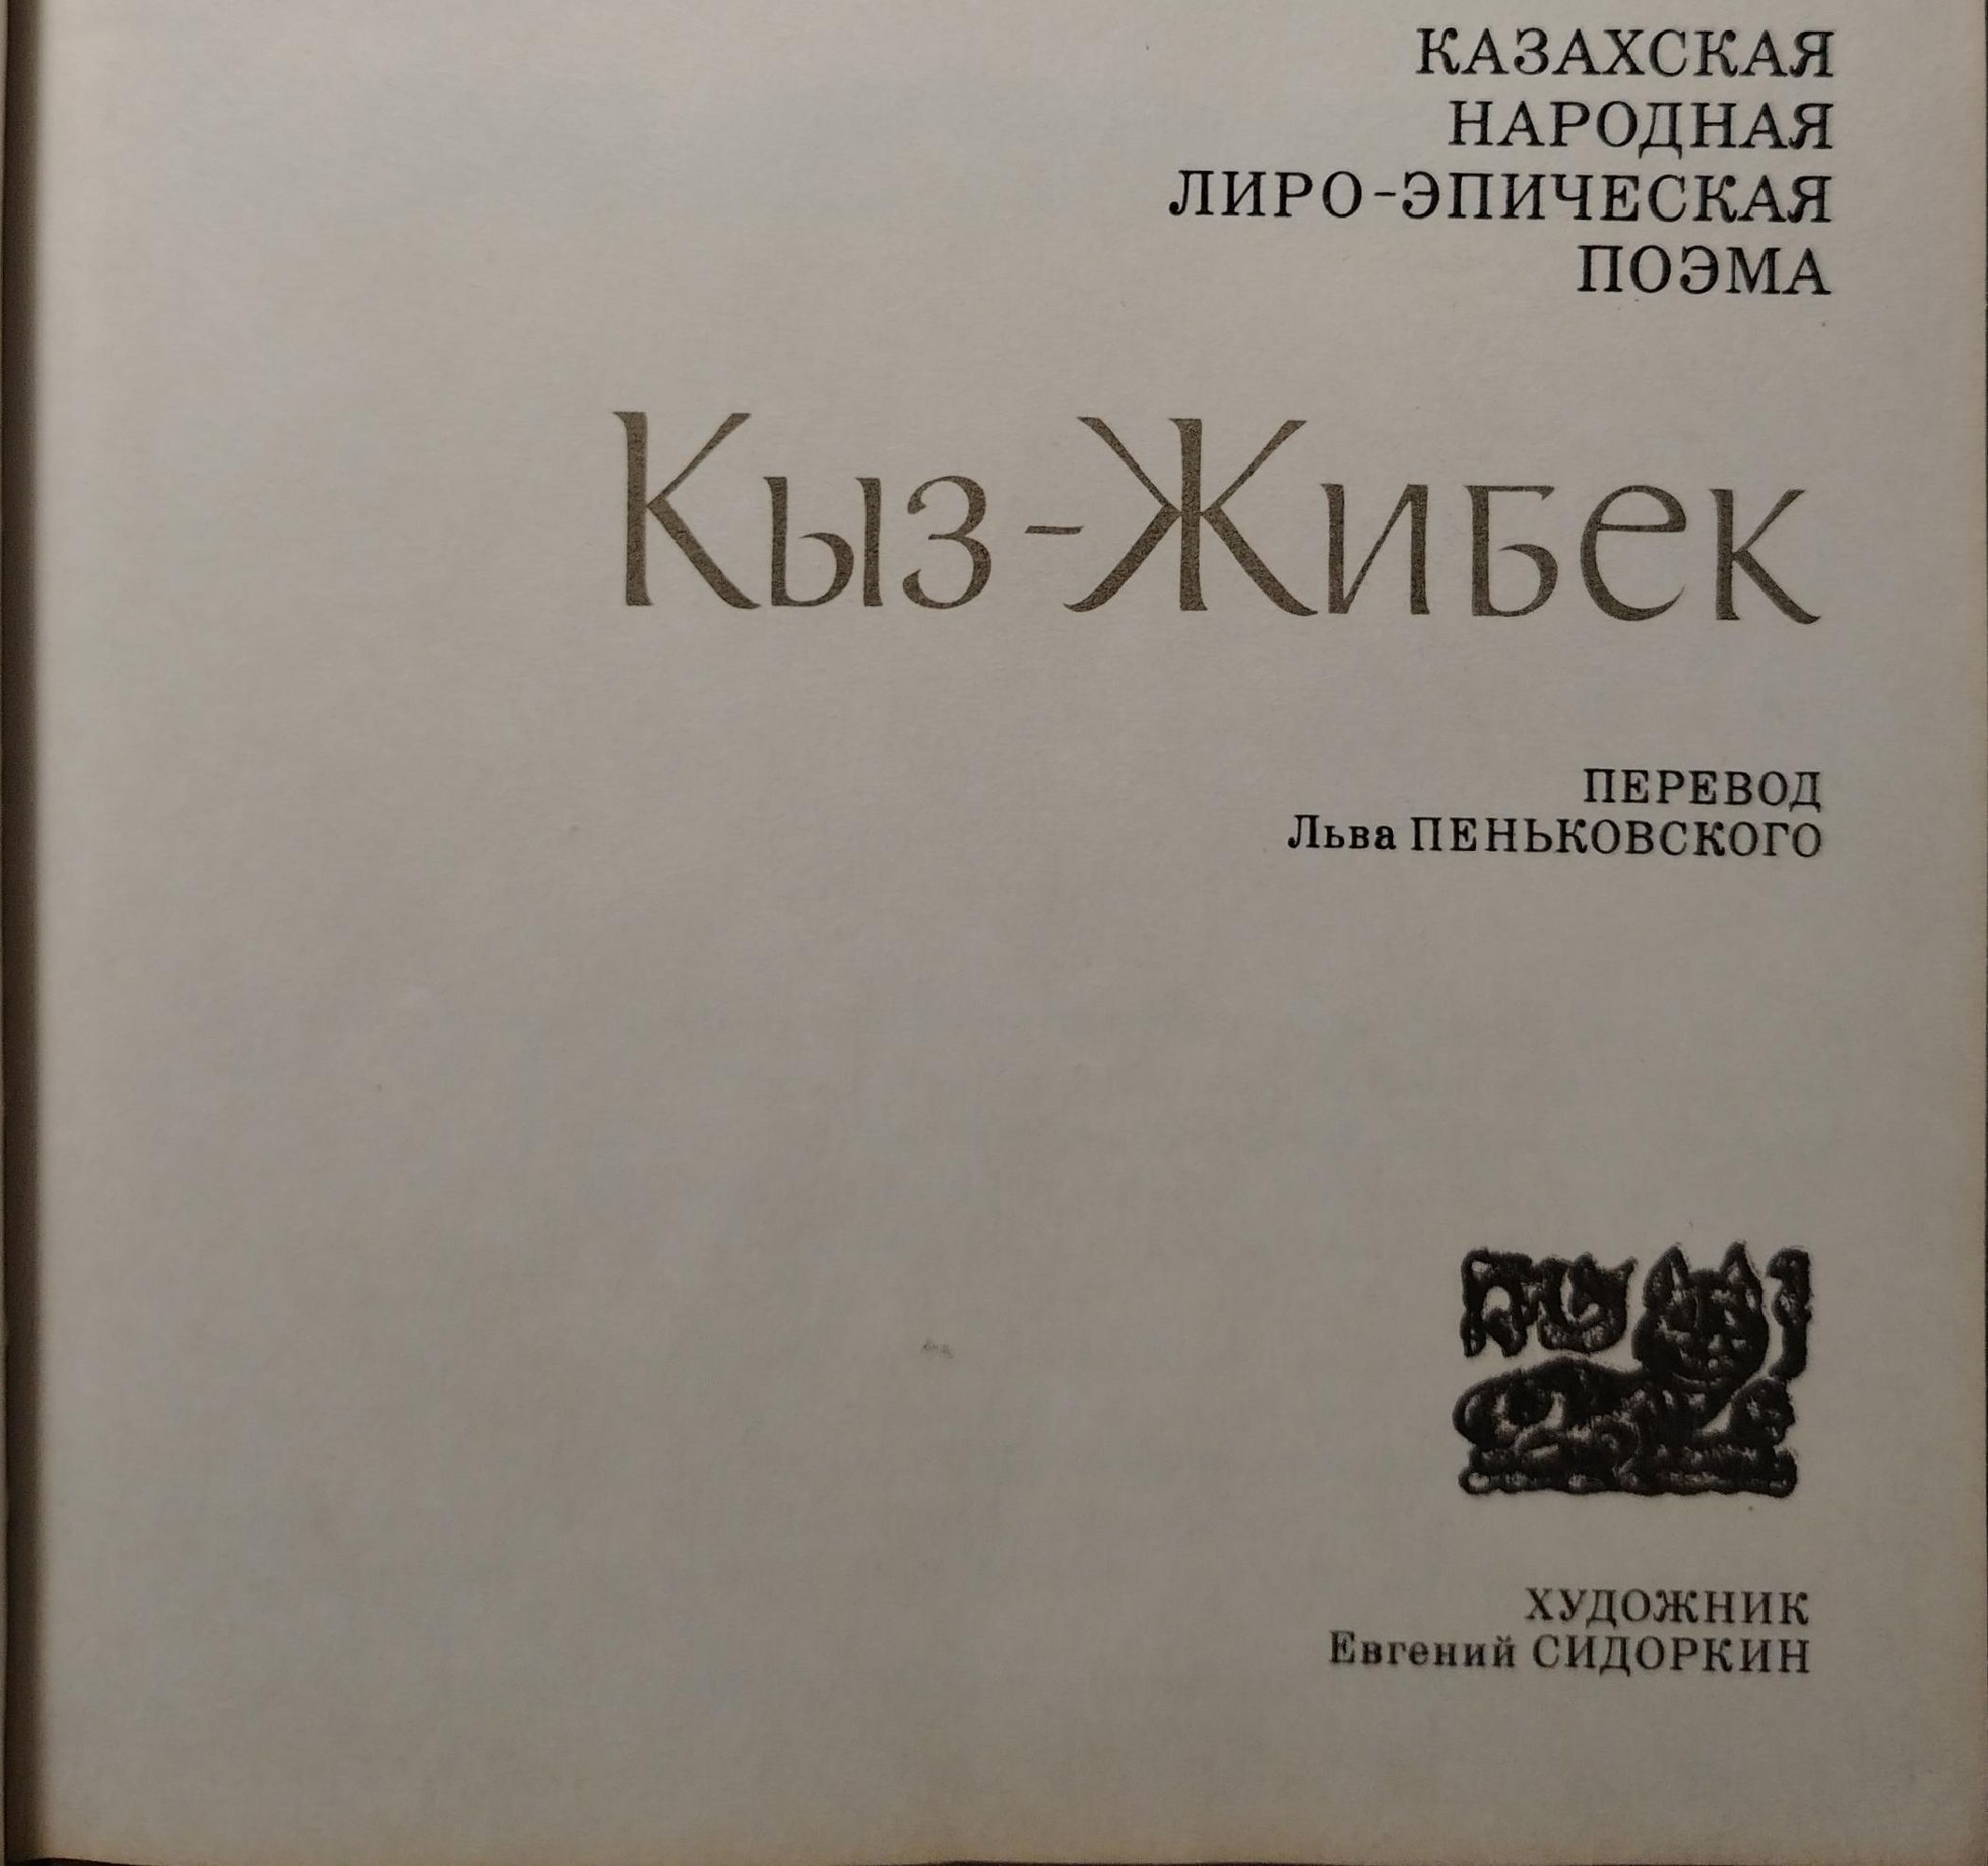 КАЗАХСКАЯ
НАРОДНАЯ
ЛИРО-ЭПИЧЕСКАЯ
ПОЭМА
Кыз-Жибек
ПЕРЕВОД
Льва ПЕНЬКОВСКОГО
ХУДОЖНИК
Евгений СИДОРКИН